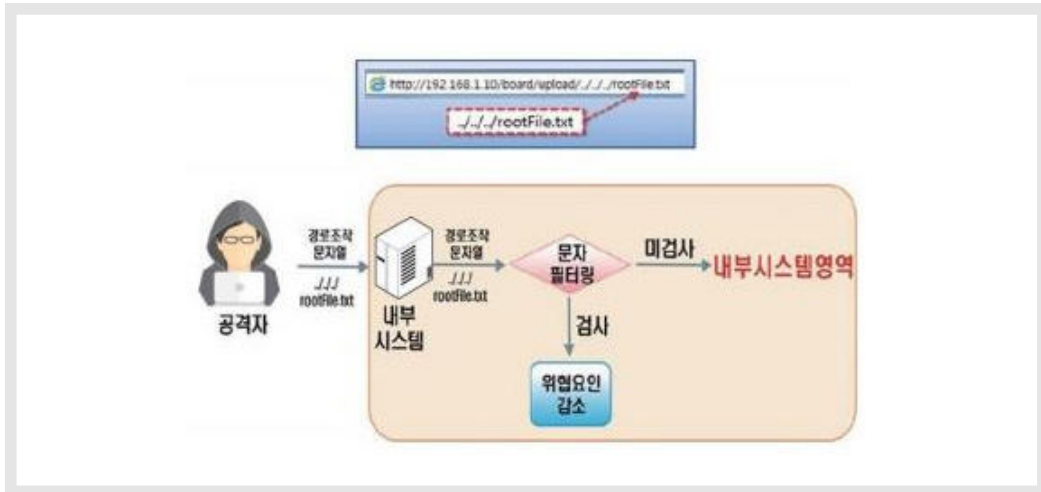 http://192.168.1.10/board/upload/../../../rootFile.txt
../../../rootFile.txt
경로조작
문자열
../../../
rootFile.txt
공격자
내부
시스템
경로조작
문자열
../../../
rootFile.txt
문자
필터링
미검사
내부시스템영역
검사
위협요인
감소